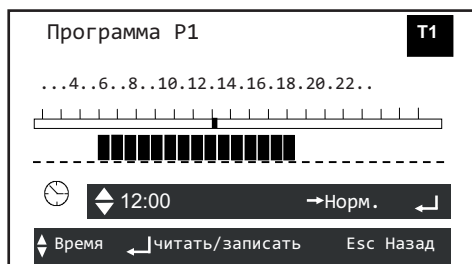 Программа P1 T1
...4..6..8..10.12.14.16.18.20.22..
12:00 →Норм.
Время читать/записать Esc Назад